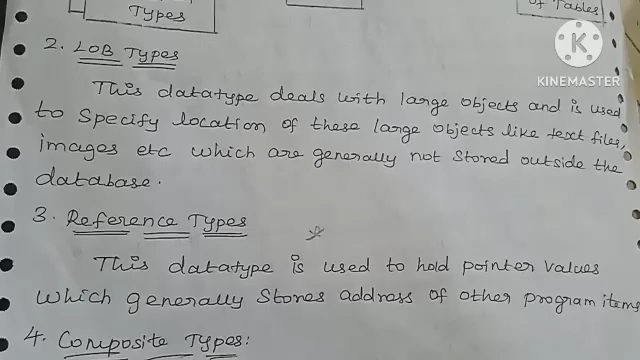 Types
of Tables
K
KINEMASTER
2. LOB Types
This datatype deals with large objects and is used
to specify location of these large objects like text files,
images etc which are generally not stored outside the
database.
3. Reference Types
This datatype is used to hold pointer values
which generally stores address of other program items
4. Composite Types: